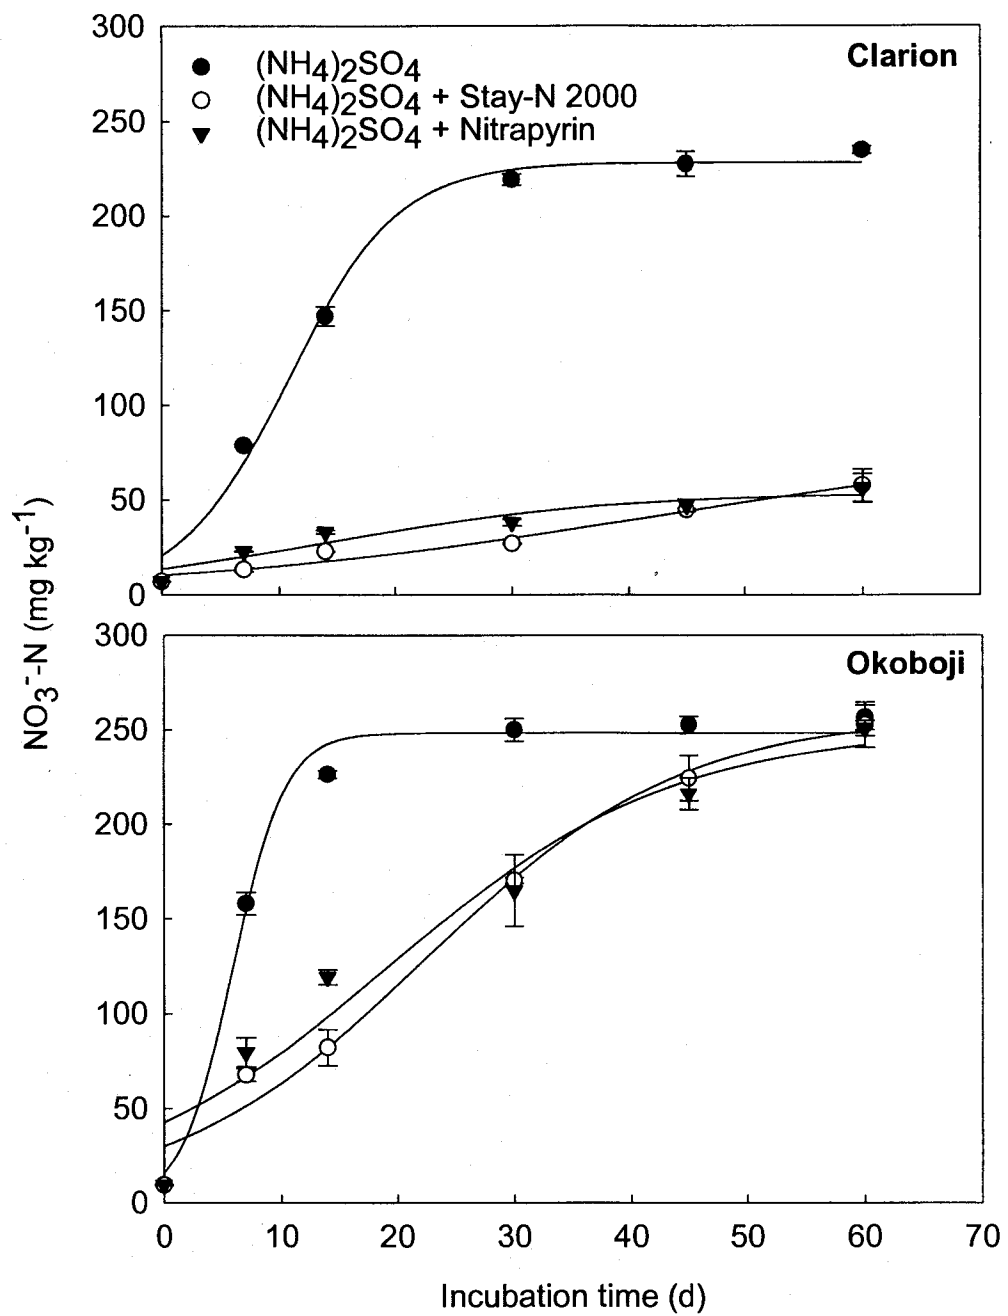 300
Clarion
(NH4)2SO4
(NH4)2SO4 + Stay-N 2000
(NH4)2SO4 + Nitrapyrin
250
200
150
100
50
0
NO3⁻-N (mg kg⁻¹)
300
Okoboji
250
200
150
100
50
0
0 10 20 30 40 50 60 70
Incubation time (d)